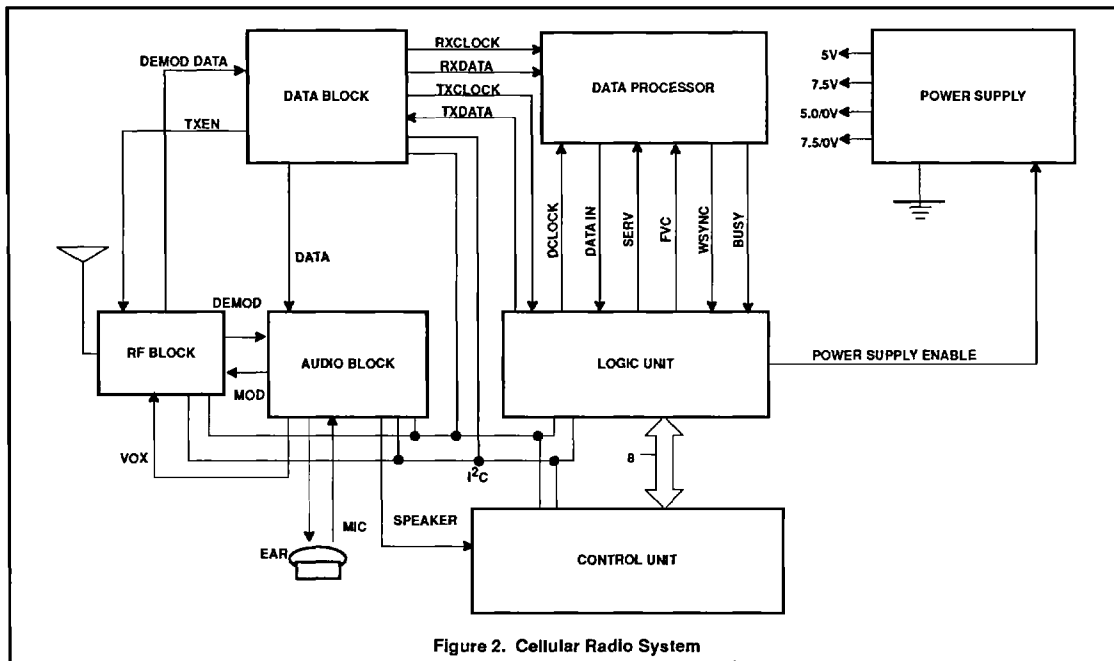 RXCLOCK
DEMOD DATA
RXDATA
5V
DATA BLOCK
DATA PROCESSOR
7.5V
POWER SUPPLY
TXCLOCK
TXDATA
5.0/0V
TXEN
7.5/0V
DCLOCK
DATA IN
SERV
FVC
WSYNC
BUSY
DATA
DEMOD
RF BLOCK
AUDIO BLOCK
LOGIC UNIT
POWER SUPPLY ENABLE
MOD
VOX
I²C
8
SPEAKER
MIC
EAR
CONTROL UNIT
Figure 2. Cellular Radio System